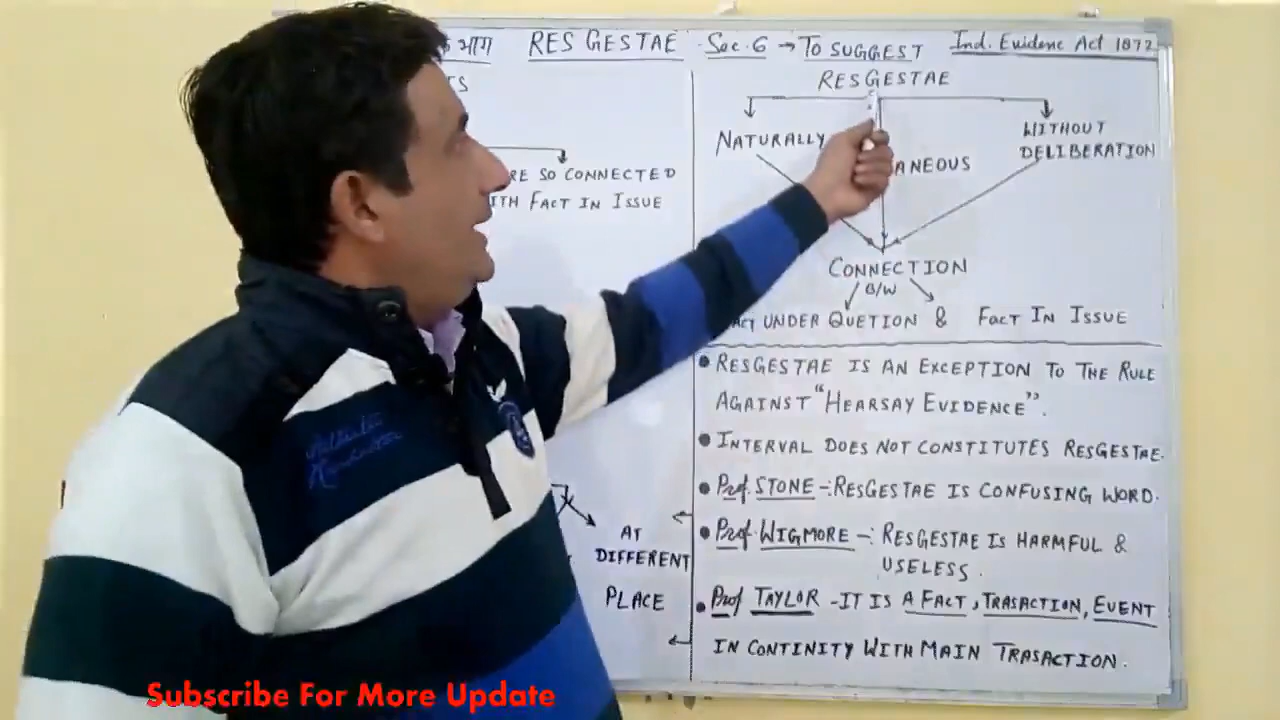 भाग RES GESTAE Sec. 6 → TO SUGGEST Ind. Evidenc Act 1872
TS
RESGESTAE
NATURALLY
ANEOUS
WITHOUT
DELIBERATION
RE SO CONNECTED
ITH FACT IN ISSUE
CONNECTION
B/W
ACT UNDER QUETION & FACT IN ISSUE
• RESGESTAE IS AN EXCEPTION TO THE RULE
AGAINST "HEARSAY EVIDENCE".
• INTERVAL DOES NOT CONSTITUTES RESGESTAE.
• Prof. STONE -: RESGESTAE IS CONFUSING WORD.
• Prof. WIGMORE -: RESGESTAE IS HARMFUL &
USELESS.
• Prof TAYLOR - IT IS A FACT, TRASACTION, EVENT
IN CONTINITY WITH MAIN TRASACTION.
AT
DIFFERENT
PLACE
Subscribe For More Update